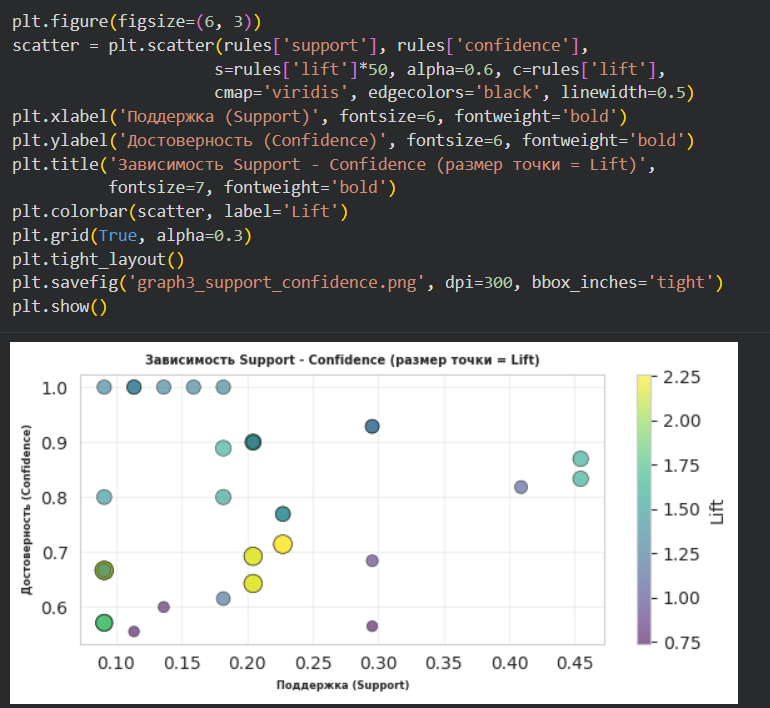 plt.figure(figsize=(6, 3))
scatter = plt.scatter(rules['support'], rules['confidence'],
s=rules['lift']*50, alpha=0.6, c=rules['lift'],
cmap='viridis', edgecolors='black', linewidth=0.5)
plt.xlabel('Поддержка (Support)', fontsize=6, fontweight='bold')
plt.ylabel('Достоверность (Confidence)', fontsize=6, fontweight='bold')
plt.title('Зависимость Support - Confidence (размер точки = Lift)',
fontsize=7, fontweight='bold')
plt.colorbar(scatter, label='Lift')
plt.grid(True, alpha=0.3)
plt.tight_layout()
plt.savefig('graph3_support_confidence.png', dpi=300, bbox_inches='tight')
plt.show()
Зависимость Support - Confidence (размер точки = Lift)
Достоверность (Confidence)
1.0
0.9
0.8
0.7
0.6
0.10 0.15 0.20 0.25 0.30 0.35 0.40 0.45
Поддержка (Support)
2.25
2.00
1.75
1.50
1.25
1.00
0.75
Lift